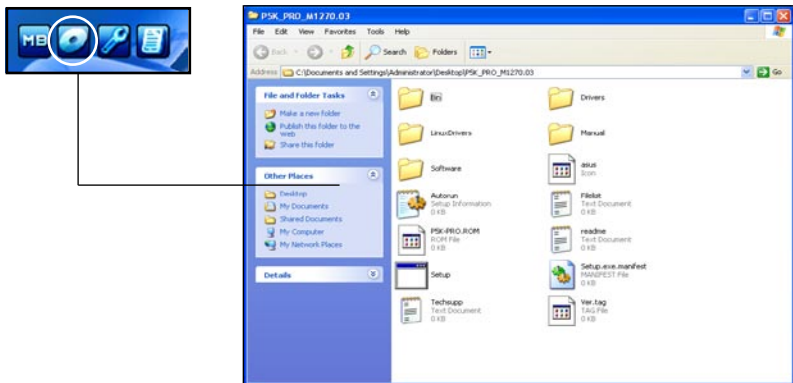 MB
P5K_PRO_M1270.03
File Edit View Favorites Tools Help
Back Search Folders
Address C:\Documents and Settings\Administrator\Desktop\P5K_PRO_M1270.03 Go
File and Folder Tasks
Make a new folder
Publish this folder to the
web
Share this folder
Other Places
Desktop
My Documents
Shared Documents
My Computer
My Network Places
Details
Bin
Drivers
LinuxDrivers
Manual
Software
asus
Icon
Autorun
Setup Information
0 KB
Filelist
Text Document
0 KB
P5K-PRO.ROM
ROM File
0 KB
readme
Text Document
0 KB
Setup
Setup.exe.manifest
MANIFEST File
0 KB
Techsupp
Text Document
0 KB
Ver.tag
TAG File
0 KB